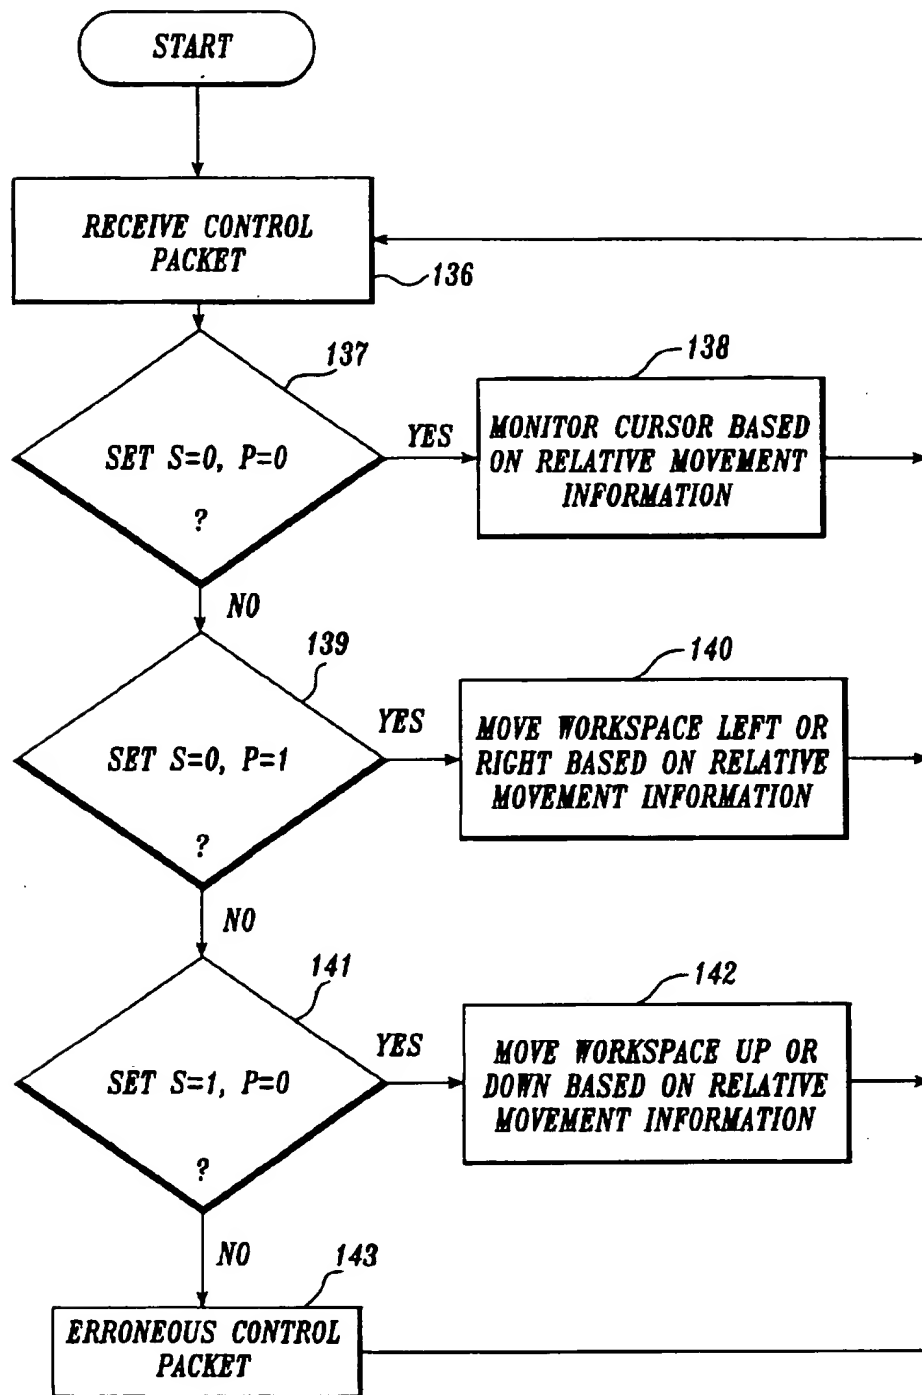 START
RECEIVE CONTROL
PACKET
136
137
SET S=0, P=0
?
YES
138
MONITOR CURSOR BASED
ON RELATIVE MOVEMENT
INFORMATION
NO
139
SET S=0, P=1
?
YES
140
MOVE WORKSPACE LEFT OR
RIGHT BASED ON RELATIVE
MOVEMENT INFORMATION
NO
141
SET S=1, P=0
?
YES
142
MOVE WORKSPACE UP OR
DOWN BASED ON RELATIVE
MOVEMENT INFORMATION
NO
143
ERRONEOUS CONTROL
PACKET